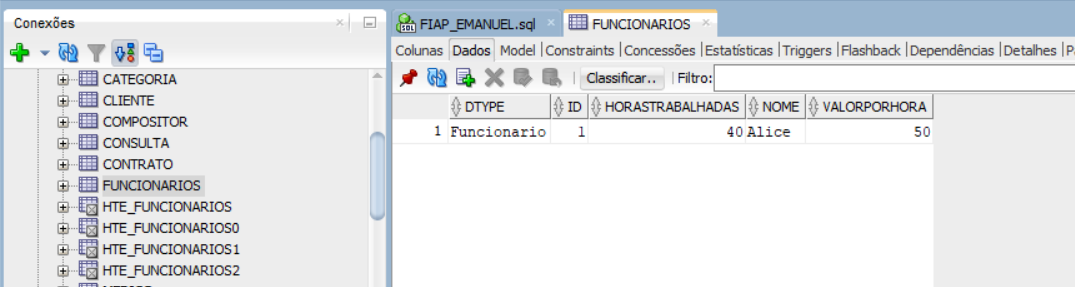 Conexões
CATEGORIA
CLIENTE
COMPOSITOR
CONSULTA
CONTRATO
FUNCIONARIOS
HTE_FUNCIONARIOS
HTE_FUNCIONARIOS0
HTE_FUNCIONARIOS1
HTE_FUNCIONARIOS2
FIAP_EMANUEL.sql FUNCIONARIOS
Colunas Dados Model |Constraints |Concessões |Estatísticas |Triggers |Flashback |Dependências |Detalhes |P
Classificar.. Filtro:
DTYPE ID HORASTRABALHADAS NOME VALORPORHORA
1 Funcionario 1 40 Alice 50